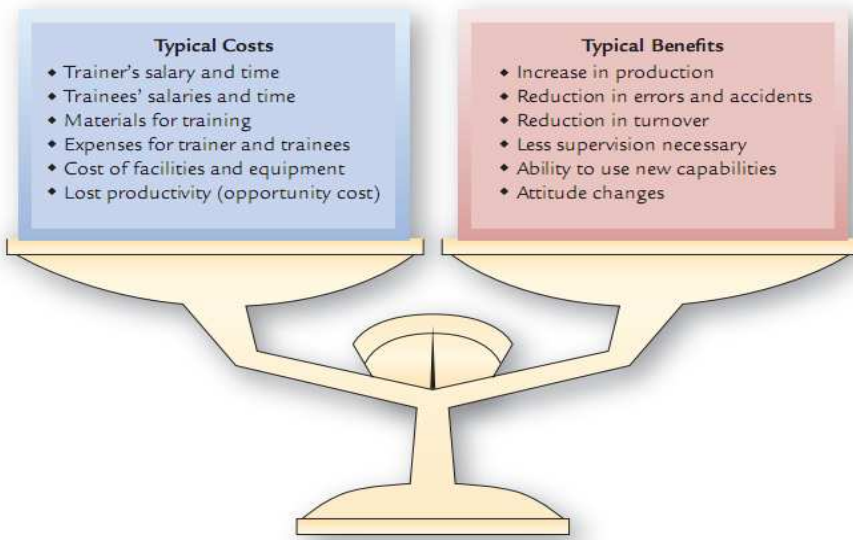 Typical Costs
◆ Trainer's salary and time
◆ Trainees' salaries and time
◆ Materials for training
◆ Expenses for trainer and trainees
◆ Cost of facilities and equipment
◆ Lost productivity (opportunity cost)
Typical Benefits
◆ Increase in production
◆ Reduction in errors and accidents
◆ Reduction in turnover
◆ Less supervision necessary
◆ Ability to use new capabilities
◆ Attitude changes